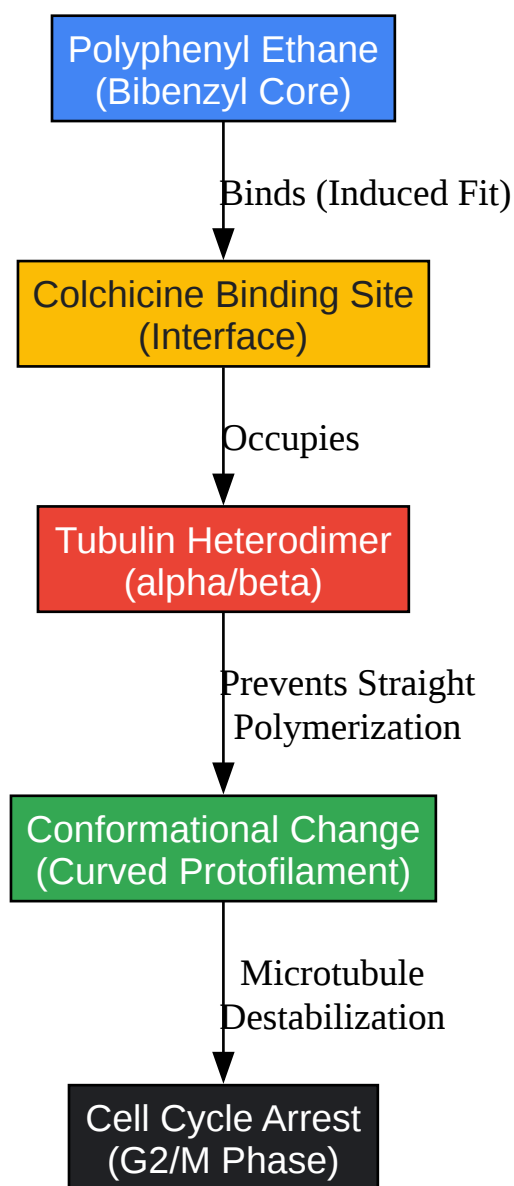 Polyphenyl Ethane
(Bibenzyl Core)
Binds (Induced Fit)
Colchicine Binding Site
(Interface)
Occupies
Tubulin Heterodimer
(alpha/beta)
Prevents Straight
Polymerization
Conformational Change
(Curved Protofilament)
Microtubule
Destabilization
Cell Cycle Arrest
(G2/M Phase)